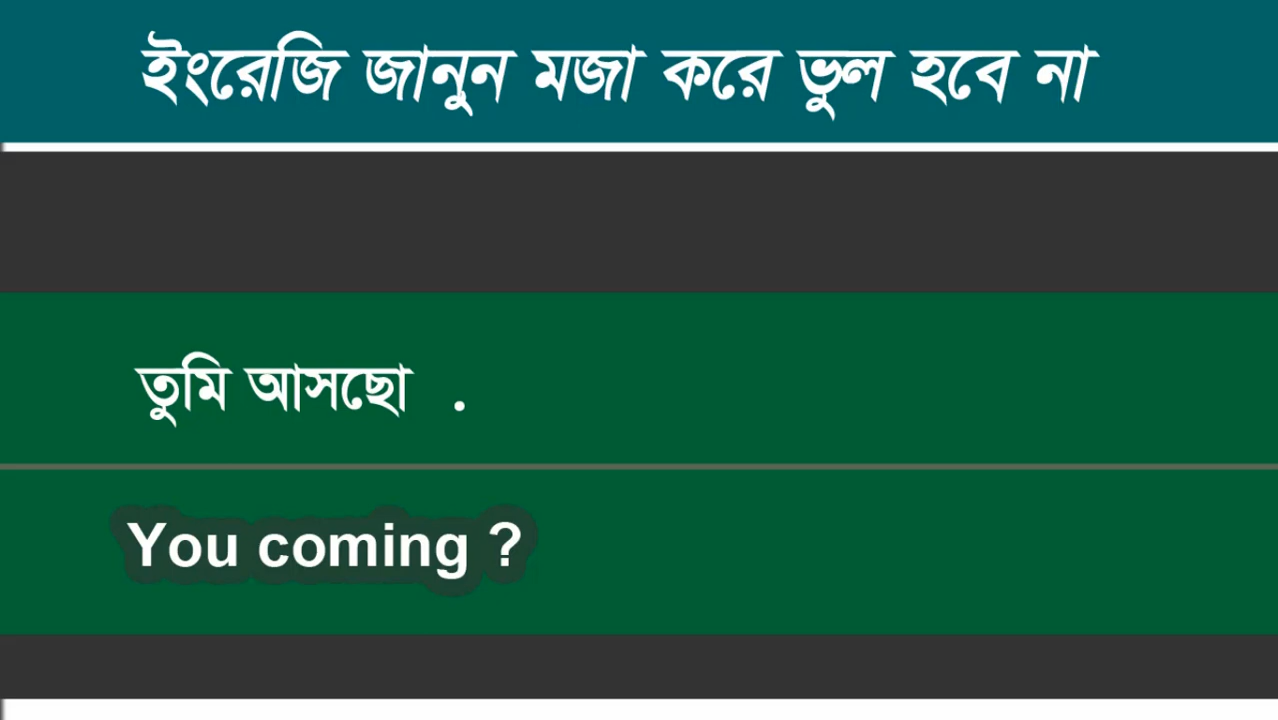 ইংরেজি জানুন মজা করে ভুল হবে না
তুমি আসছো .
You coming ?